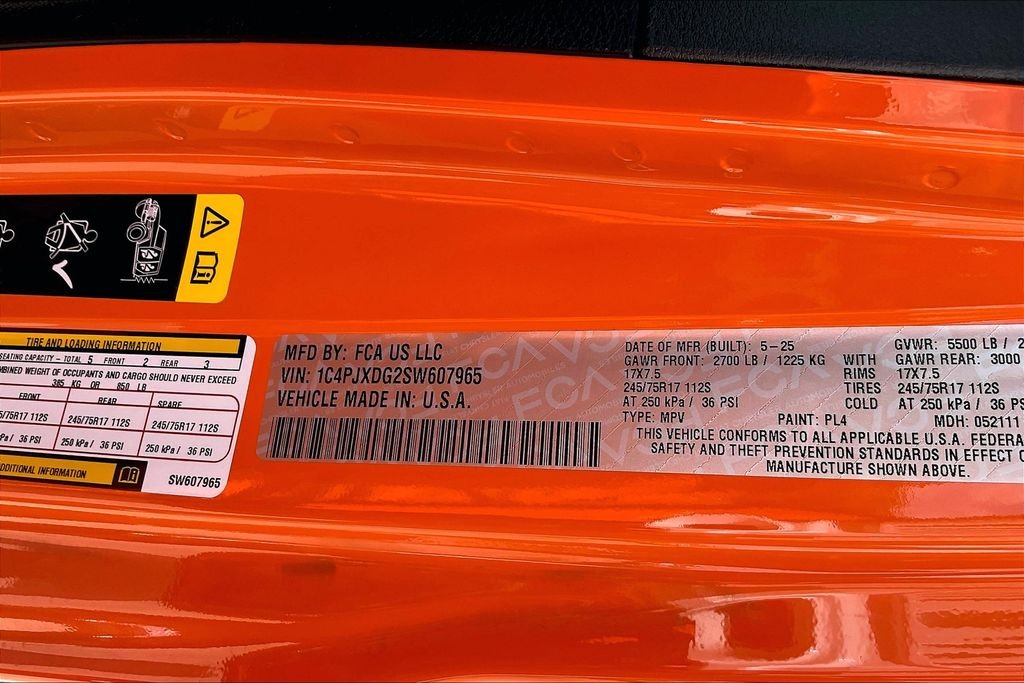 TIRE AND LOADING INFORMATION
SEATING CAPACITY - TOTAL 5 FRONT 2 REAR 3
OMBINED WEIGHT OF OCCUPANTS AND CARGO SHOULD NEVER EXCEED
385 KG OR 850 LB
FRONT REAR SPARE
5/75R17 112S 245/75R17 112S 245/75R17 112S
kPa / 36 PSI 250 kPa / 36 PSI 250 kPa / 36 PSI
DDITIONAL INFORMATION
SW607965
MFD BY: FCA US LLC
VIN: 1C4PJXDG2SW607965
VEHICLE MADE IN: U.S.A.
DATE OF MFR (BUILT): 5-25 GVWR: 5500 LB / 2
GAWR FRONT: 2700 LB / 1225 KG WITH GAWR REAR: 3000
17X7.5 RIMS 17X7.5
245/75R17 112S TIRES 245/75R17 112S
AT 250 kPa / 36 PSI COLD AT 250 kPa / 36 PS
TYPE: MPV PAINT: PL4 MDH: 052111
THIS VEHICLE CONFORMS TO ALL APPLICABLE U.S.A. FEDERA
SAFETY AND THEFT PREVENTION STANDARDS IN EFFECT O
MANUFACTURE SHOWN ABOVE.